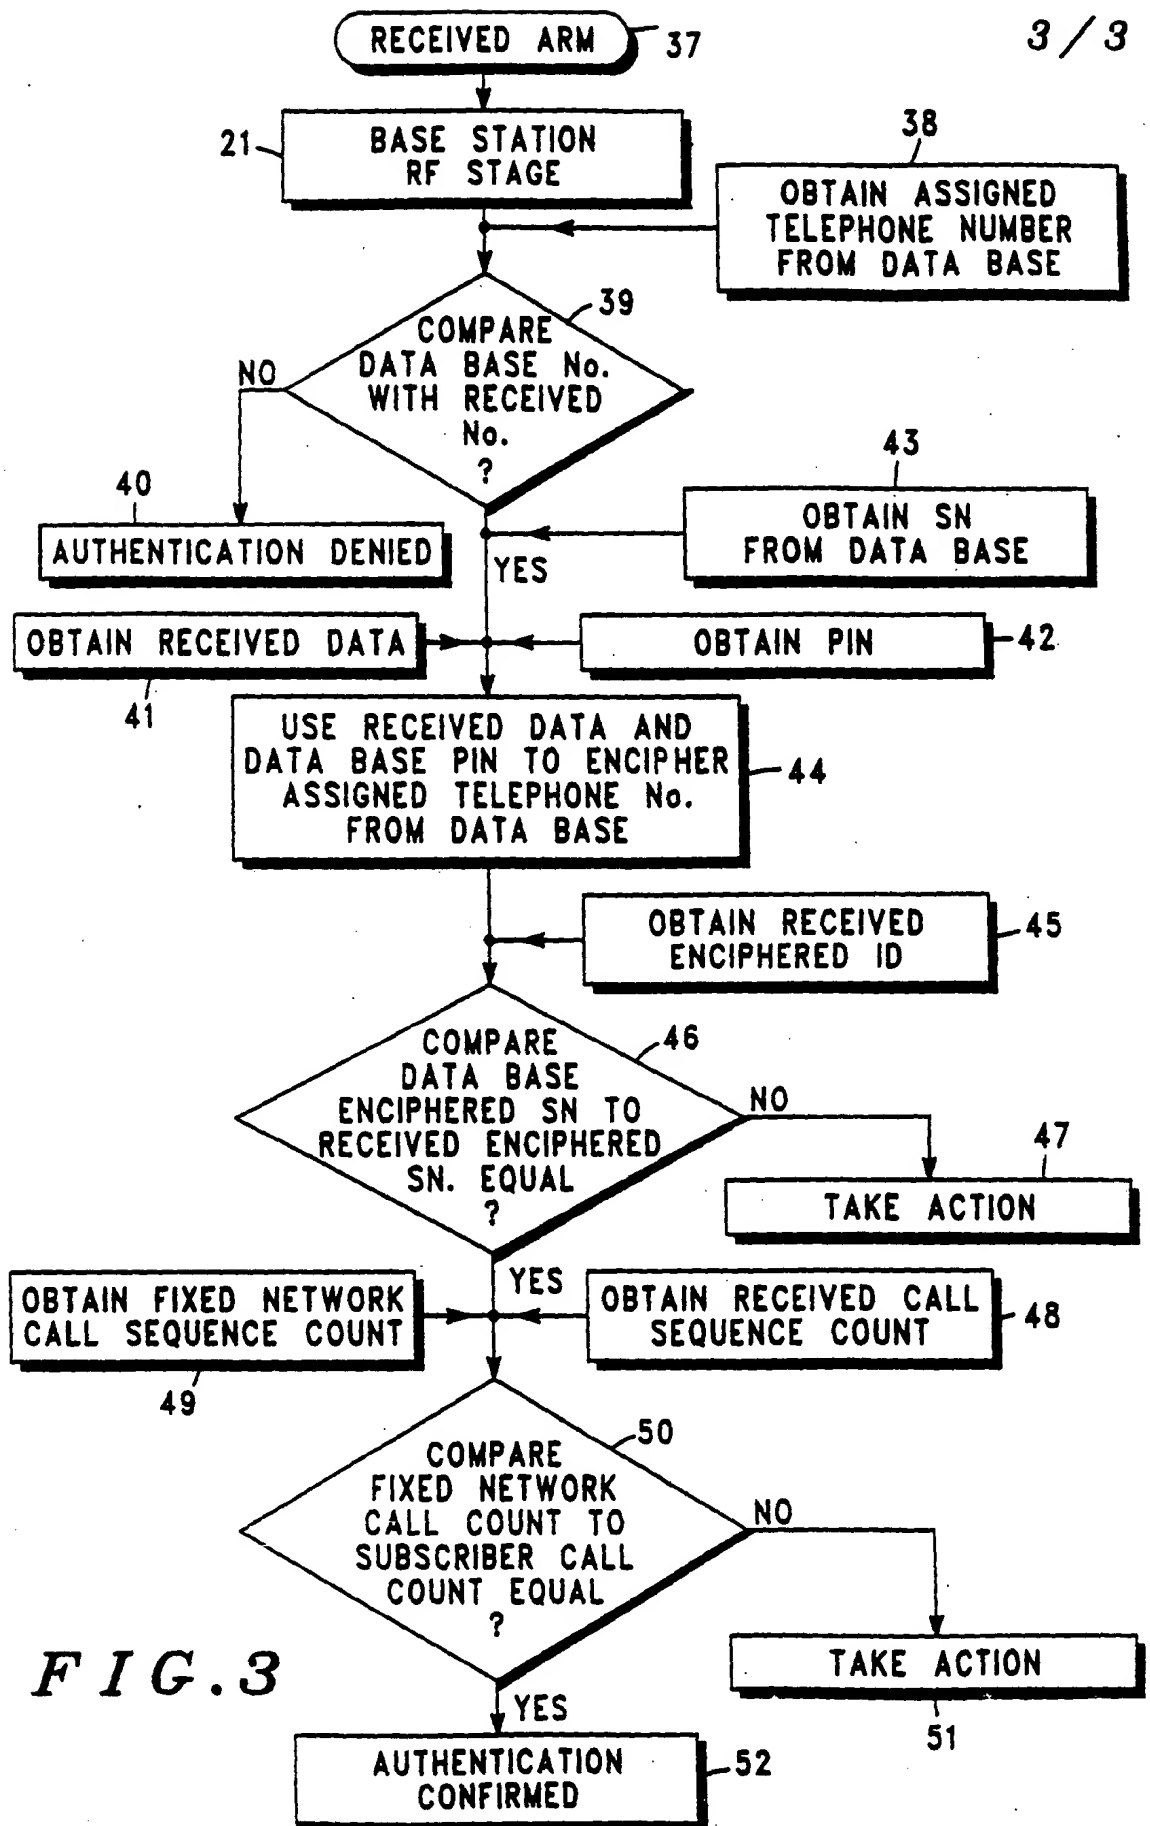 RECEIVED ARM
37
3/3
21
BASE STATION
RF STAGE
38
OBTAIN ASSIGNED
TELEPHONE NUMBER
FROM DATA BASE
39
COMPARE
DATA BASE No.
WITH RECEIVED
No.
?
NO
40
AUTHENTICATION DENIED
43
OBTAIN SN
FROM DATA BASE
YES
OBTAIN RECEIVED DATA
41
OBTAIN PIN
42
USE RECEIVED DATA AND
DATA BASE PIN TO ENCIPHER
ASSIGNED TELEPHONE No.
FROM DATA BASE
44
OBTAIN RECEIVED
ENCIPHERED ID
45
COMPARE
DATA BASE
ENCIPHERED SN TO
RECEIVED ENCIPHERED
SN. EQUAL
?
46
NO
47
TAKE ACTION
YES
OBTAIN FIXED NETWORK
CALL SEQUENCE COUNT
49
OBTAIN RECEIVED CALL
SEQUENCE COUNT
48
50
COMPARE
FIXED NETWORK
CALL COUNT TO
SUBSCRIBER CALL
COUNT EQUAL
?
NO
TAKE ACTION
51
YES
FIG.3
AUTHENTICATION
CONFIRMED
52